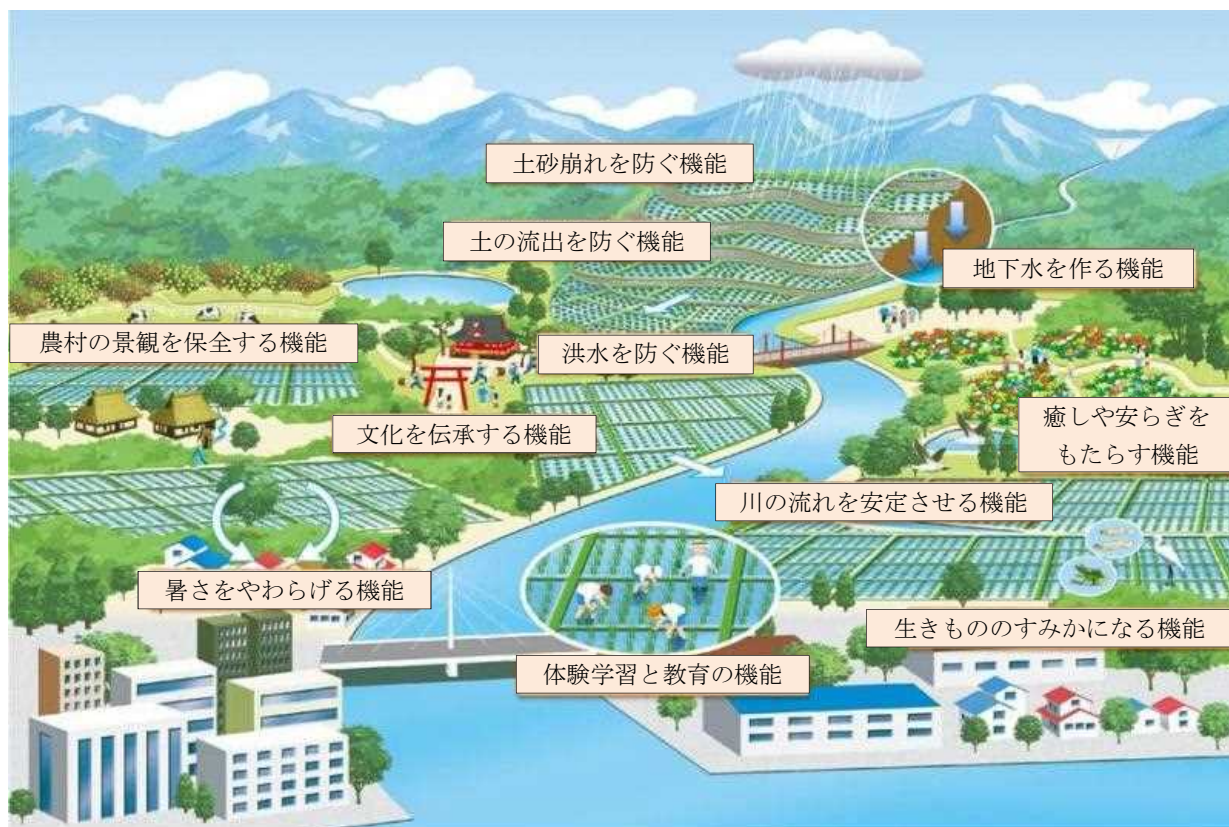 土砂崩れを防ぐ機能
土の流出を防ぐ機能
地下水を作る機能
農村の景観を保全する機能
洪水を防ぐ機能
文化を伝承する機能
癒しや安らぎを
もたらす機能
川の流れを安定させる機能
暑さをやわらげる機能
生きもののすみかになる機能
体験学習と教育の機能